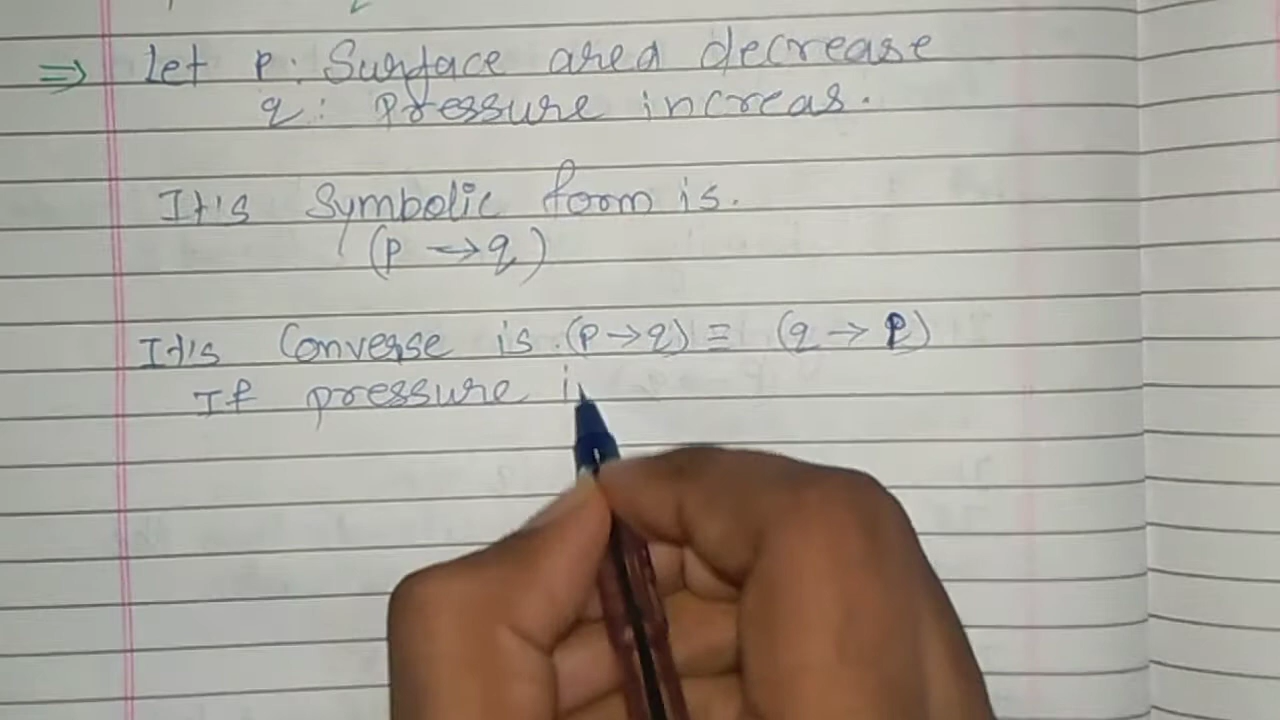 ⇒ Let p: Surface area decrease
q: Pressure increas.
It's Symbolic form is.
(p → q)
It's Converse is. (p → q) ≡ (q → p)
If pressure i